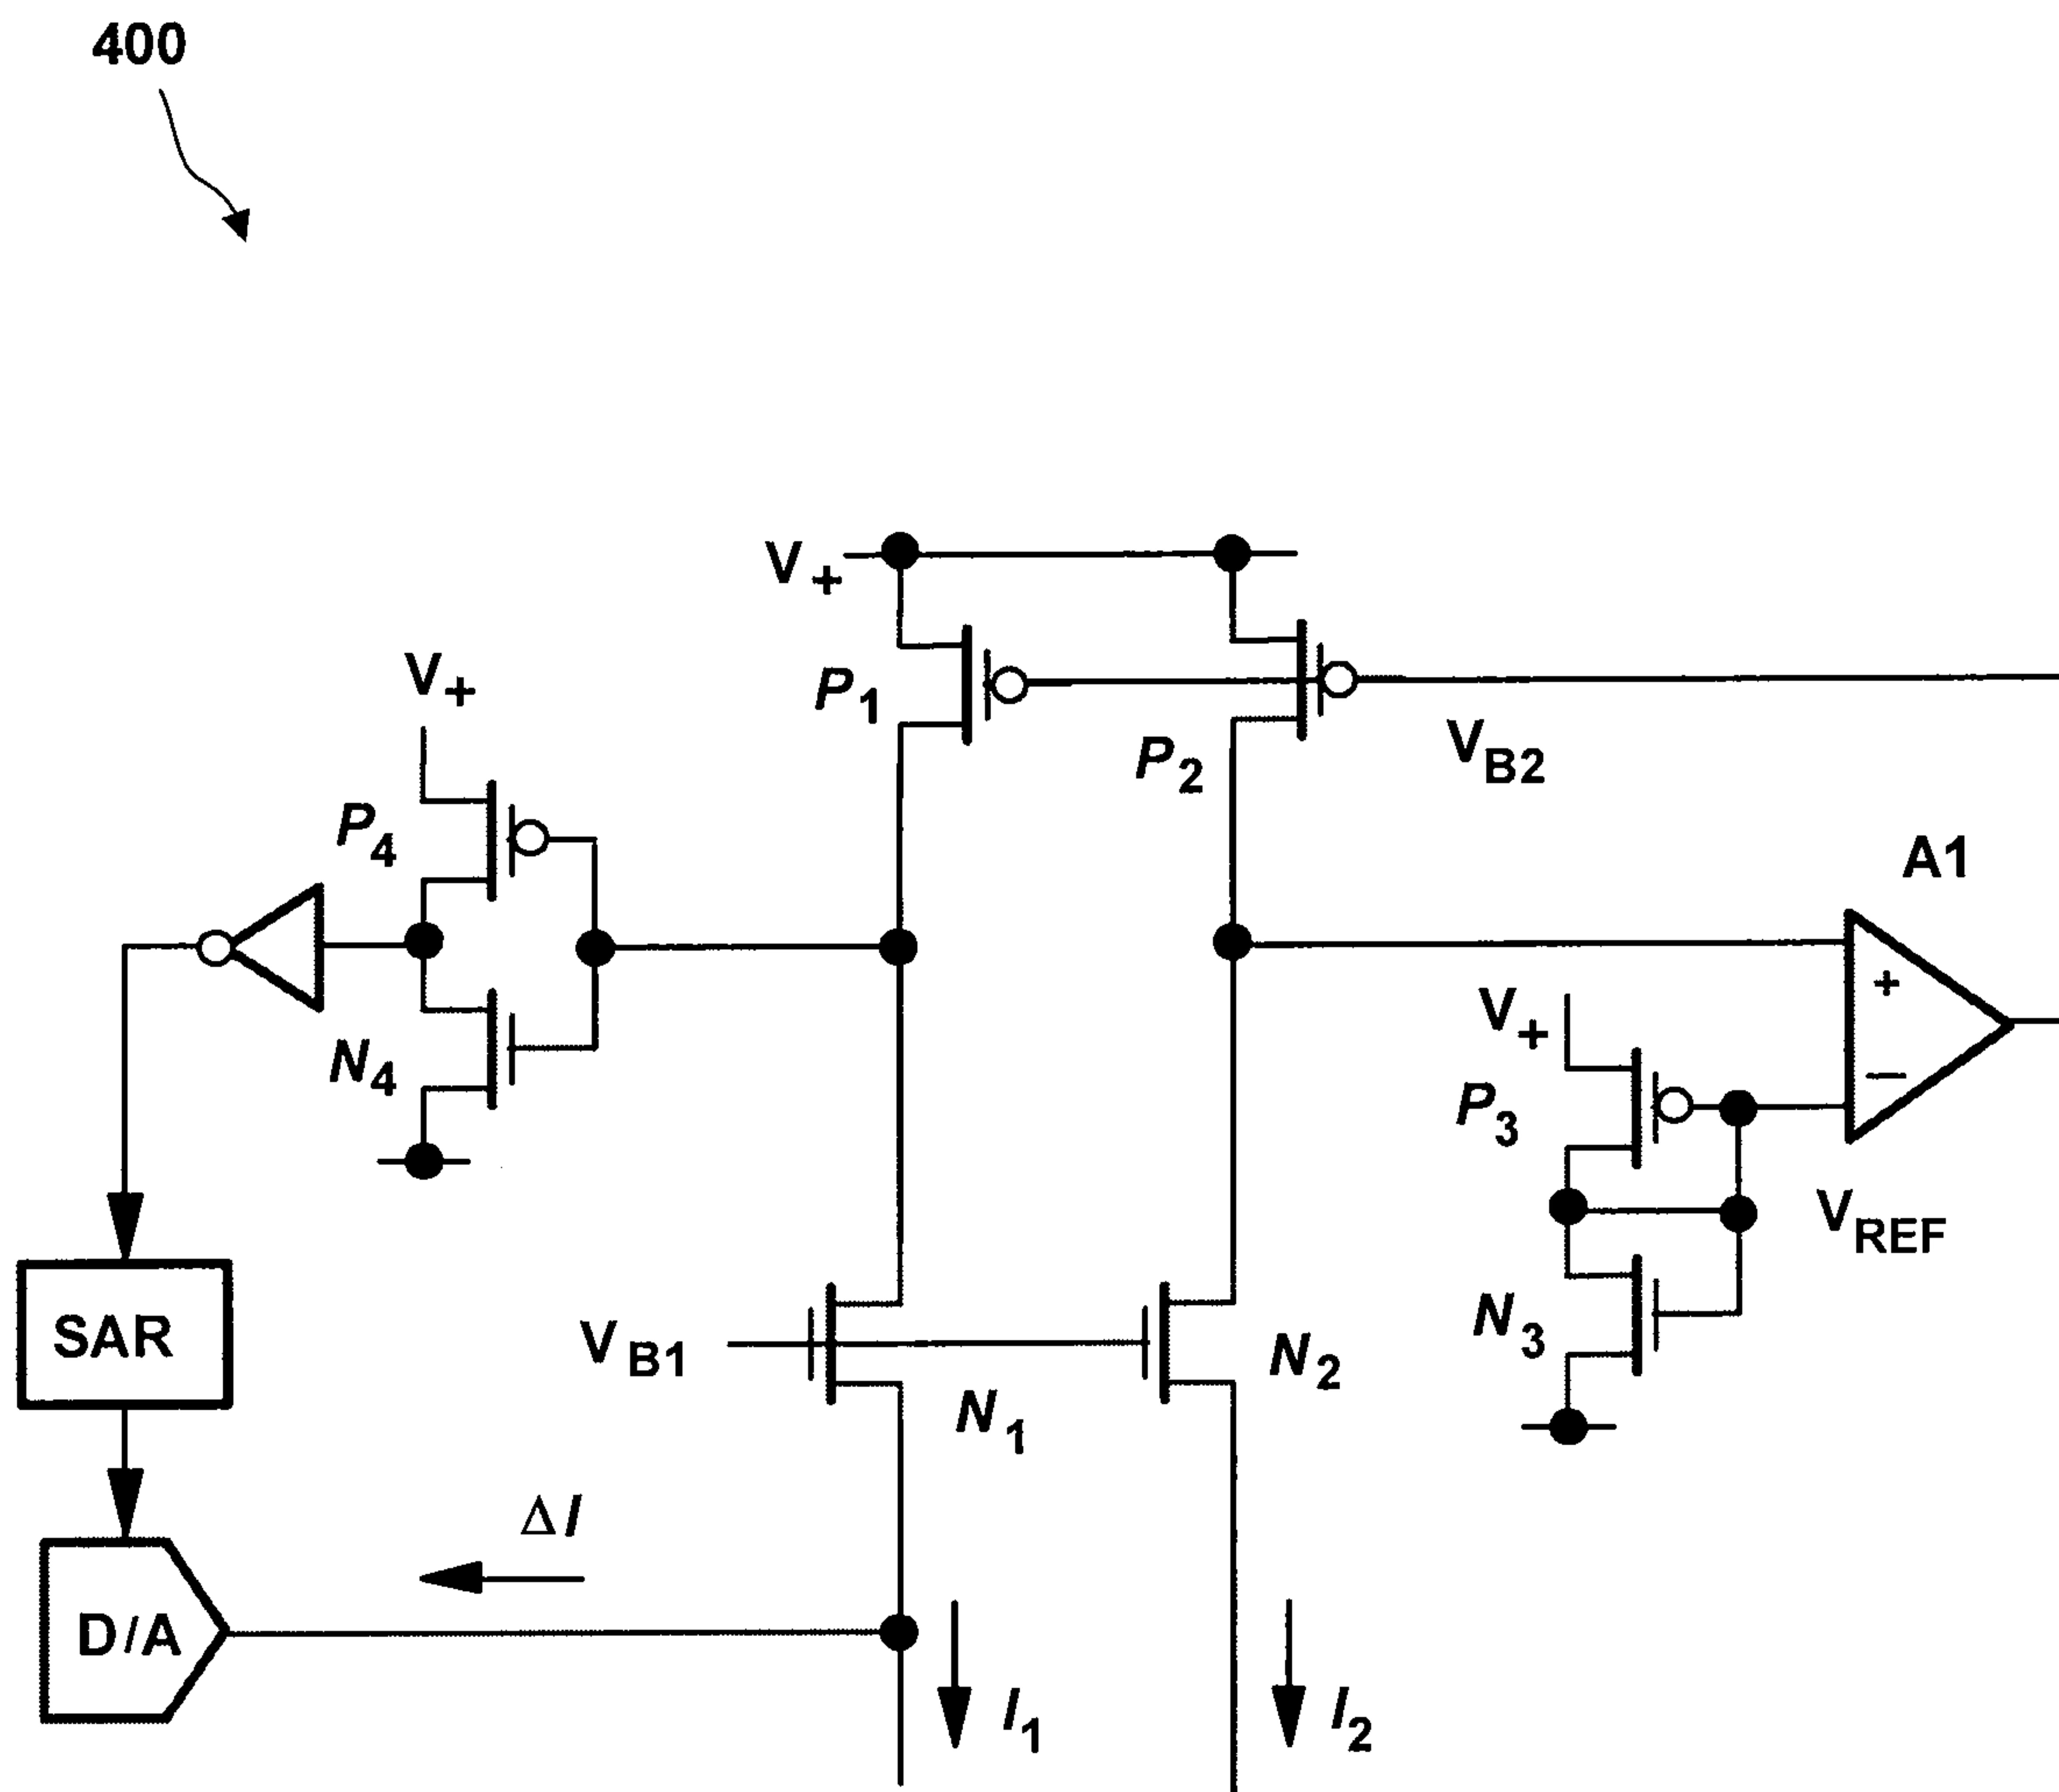 400
V+
V+
P1
P2
VB2
P4
A1
+
V+
N4
P3
−
VREF
SAR
VB1
N2
N3
N1
ΔI
D/A
I1
I2